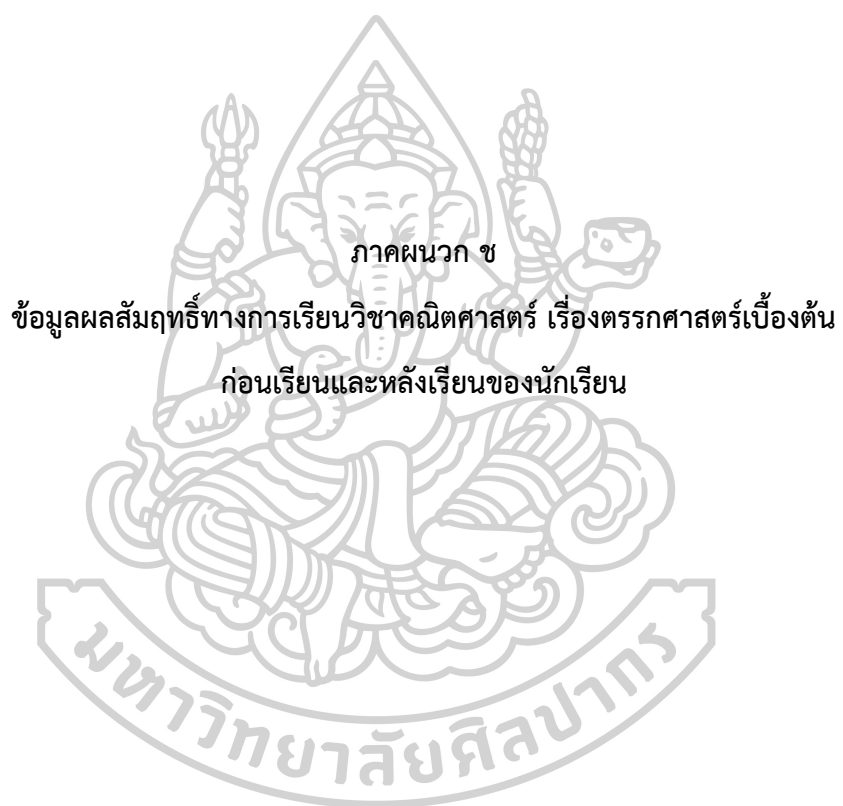 ภาคผนวก ช
ข้อมูลผลสัมฤทธิ์ทางการเรียนวิชาคณิตศาสตร์ เรื่องตรรกศาสตร์เบื้องต้น
ก่อนเรียนและหลังเรียนของนักเรียน
มหาวิทยาลัยศิลปากร